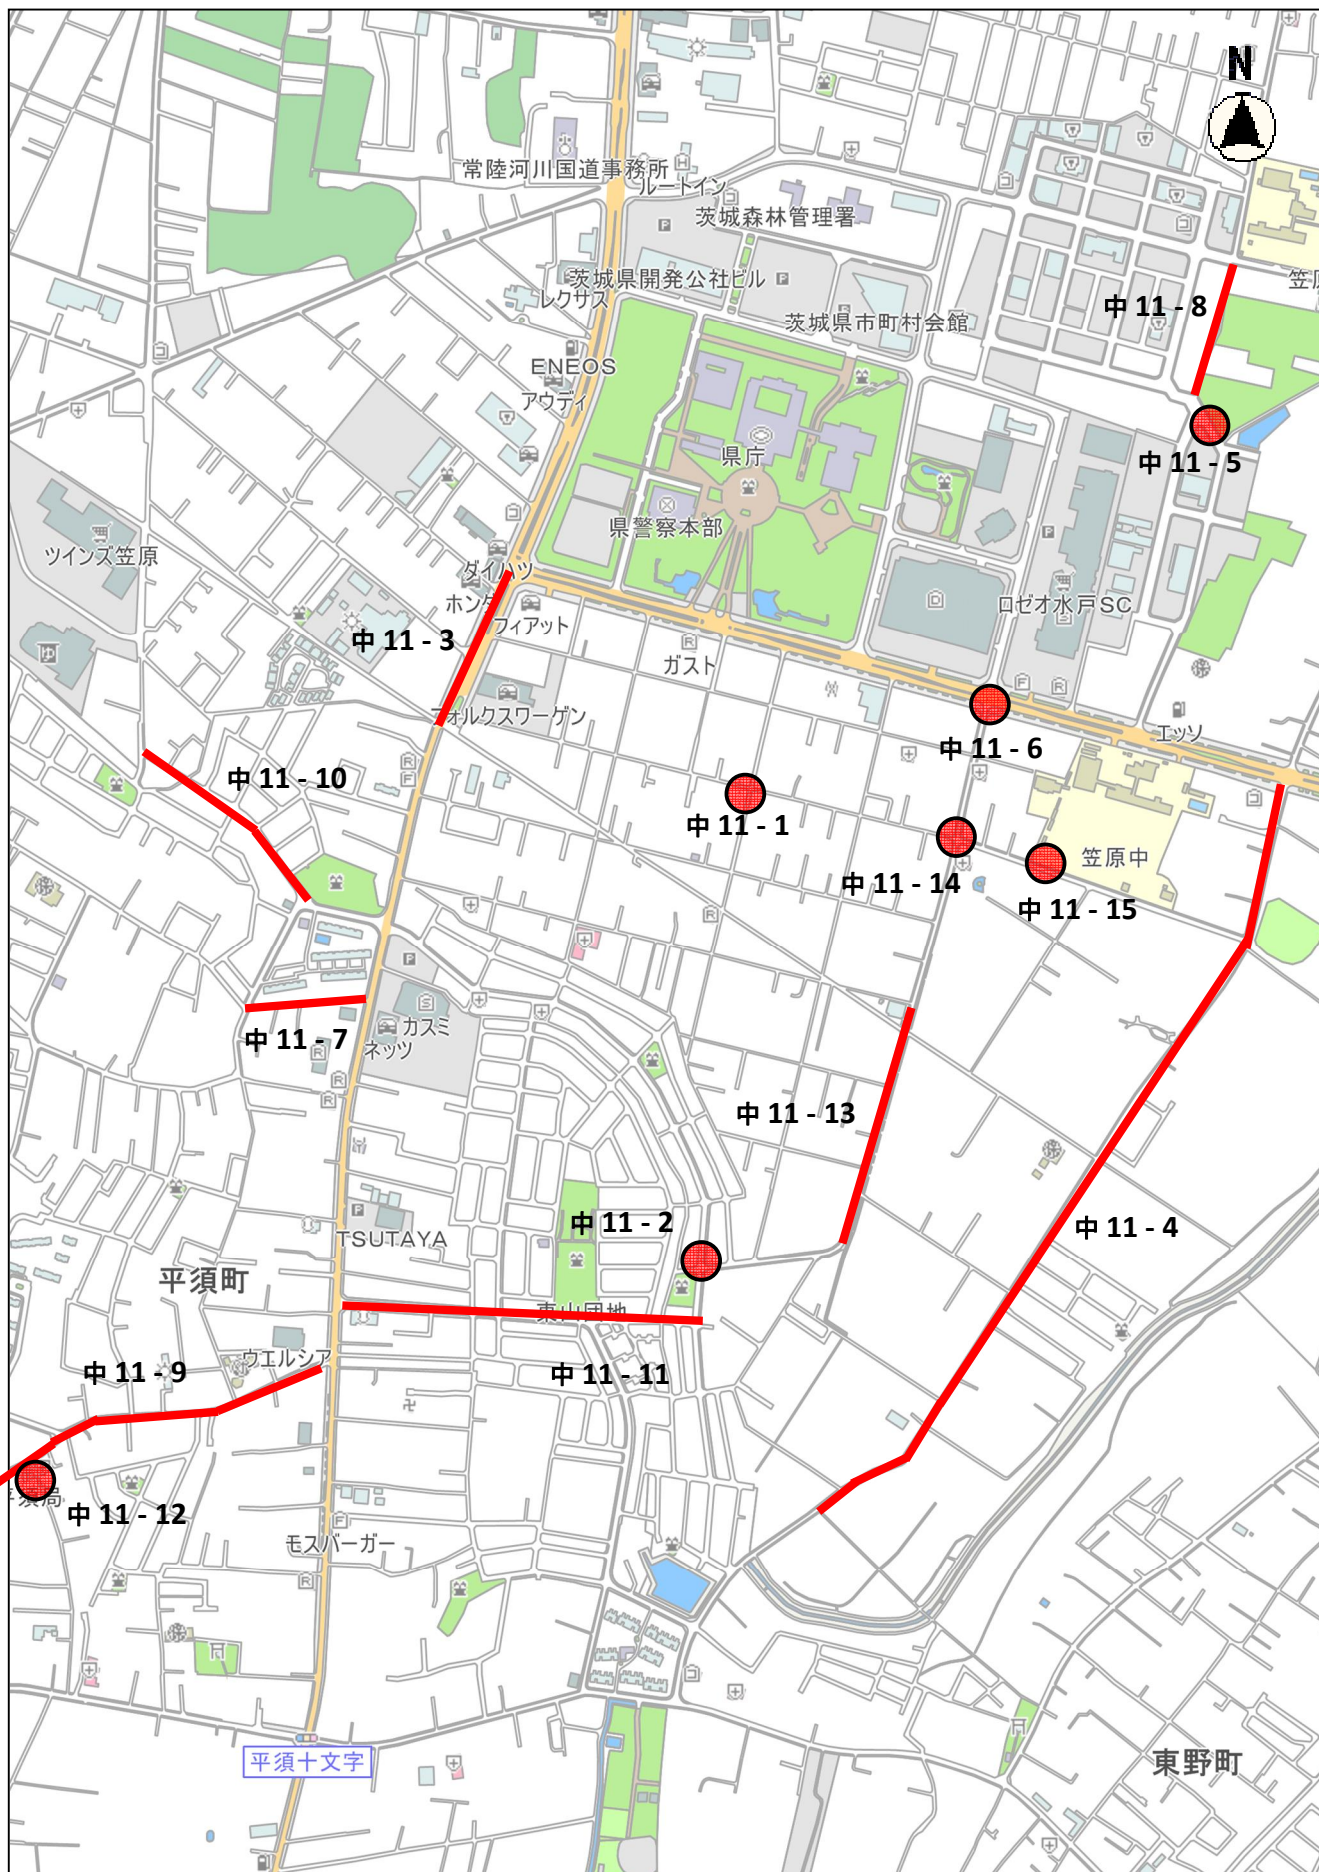 N
常陸河川国道事務所
ルートイン
茨城森林管理署
茨城県開発公社ビル
レクサス
中 11 - 8
茨城県市町村会館
ENEOS
アウディ
県庁
中 11 - 5
県警察本部
ツインズ笠原
ダイハツ
ホンダ
フィアット
ロゼオ水戸SC
中 11 - 3
ガスト
フォルクスワーゲン
エッソ
中 11 - 6
中 11 - 10
中 11 - 1
笠原中
中 11 - 14
中 11 - 15
カスミ
中 11 - 7
ネッツ
中 11 - 13
中 11 - 2
中 11 - 4
TSUTAYA
平須町
東山団地
ウエルシア
中 11 - 9
中 11 - 11
中 11 - 12
モスバーガー
平須十文字
東野町